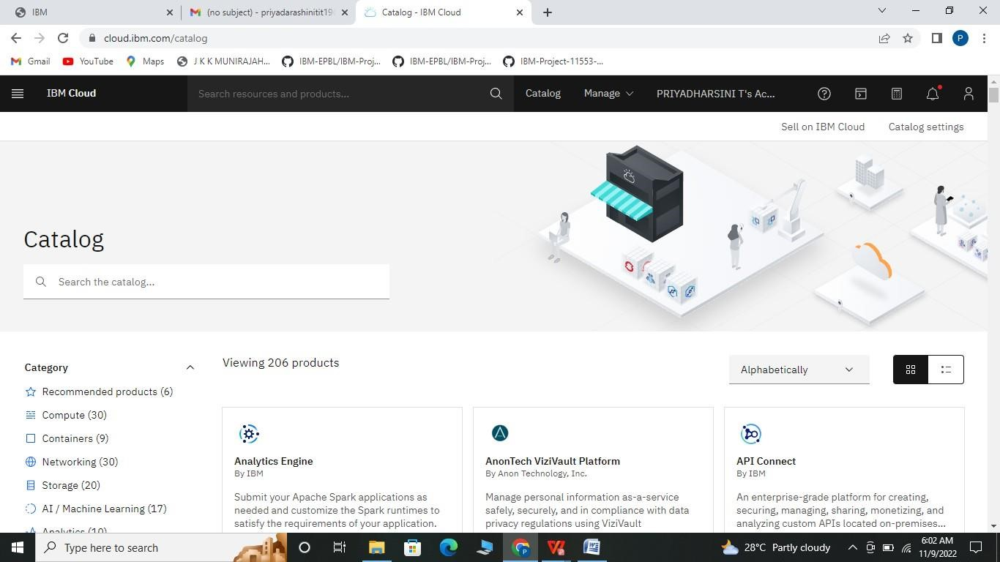 IBM
(no subject) - priyadarashinitit19
Catalog - IBM Cloud
cloud.ibm.com/catalog
P
Gmail
YouTube
Maps
J K K MUNIRAJAH...
IBM-EPBL/IBM-Proj...
IBM-EPBL/IBM-Proj...
IBM-Project-11553-...
IBM Cloud
Search resources and products...
Catalog
Manage
PRIYADHARSINI T's Ac...
Sell on IBM Cloud
Catalog settings
Catalog
Search the catalog...
Category
Recommended products (6)
Compute (30)
Containers (9)
Networking (30)
Storage (20)
AI / Machine Learning (17)
Analytics (10)
Viewing 206 products
Alphabetically
Analytics Engine
By IBM
Submit your Apache Spark applications as
needed and customize the Spark runtimes to
satisfy the requirements of your application.
AnonTech ViziVault Platform
By Anon Technology, Inc.
Manage personal information as-a-service
safely, securely, and in compliance with data
privacy regulations using ViziVault
API Connect
By IBM
An enterprise-grade platform for creating,
securing, managing, sharing, monetizing, and
analyzing custom APIs located on-premises...
Type here to search
28°C Partly cloudy
6:02 AM
11/9/2022